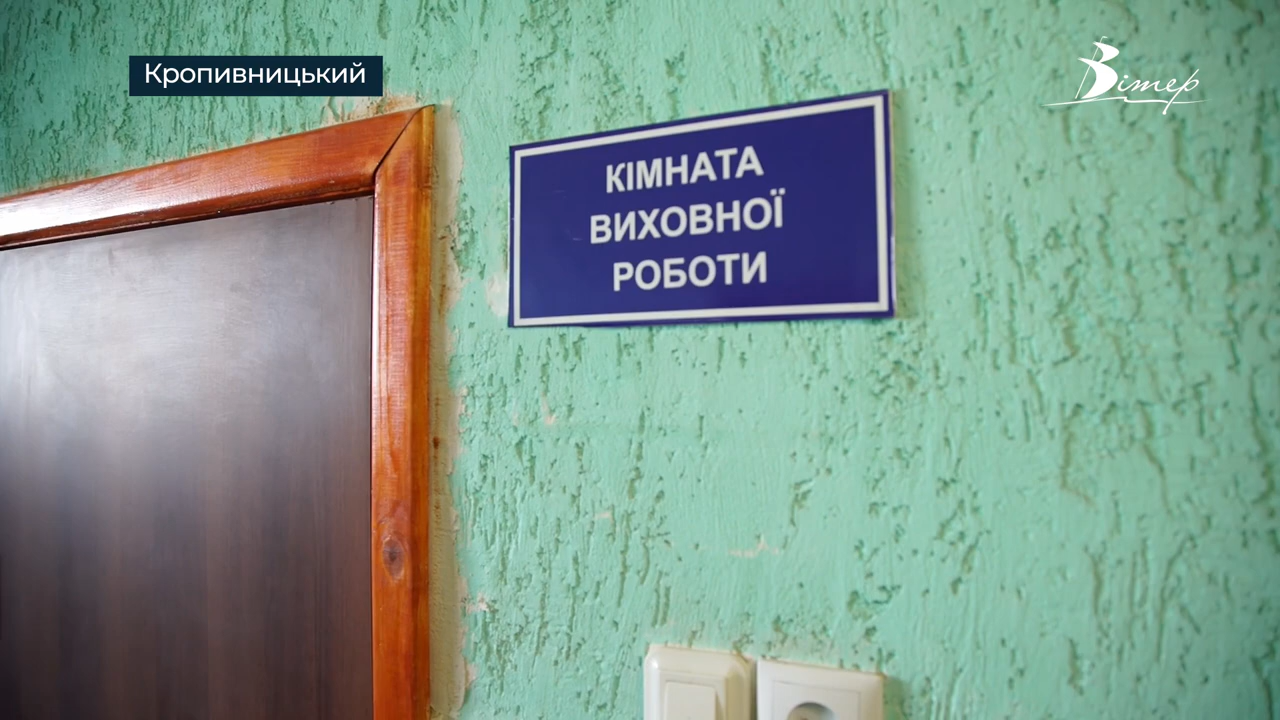 Кропивницький
Вітер
КІМНАТА
ВИХОВНОЇ
РОБОТИ